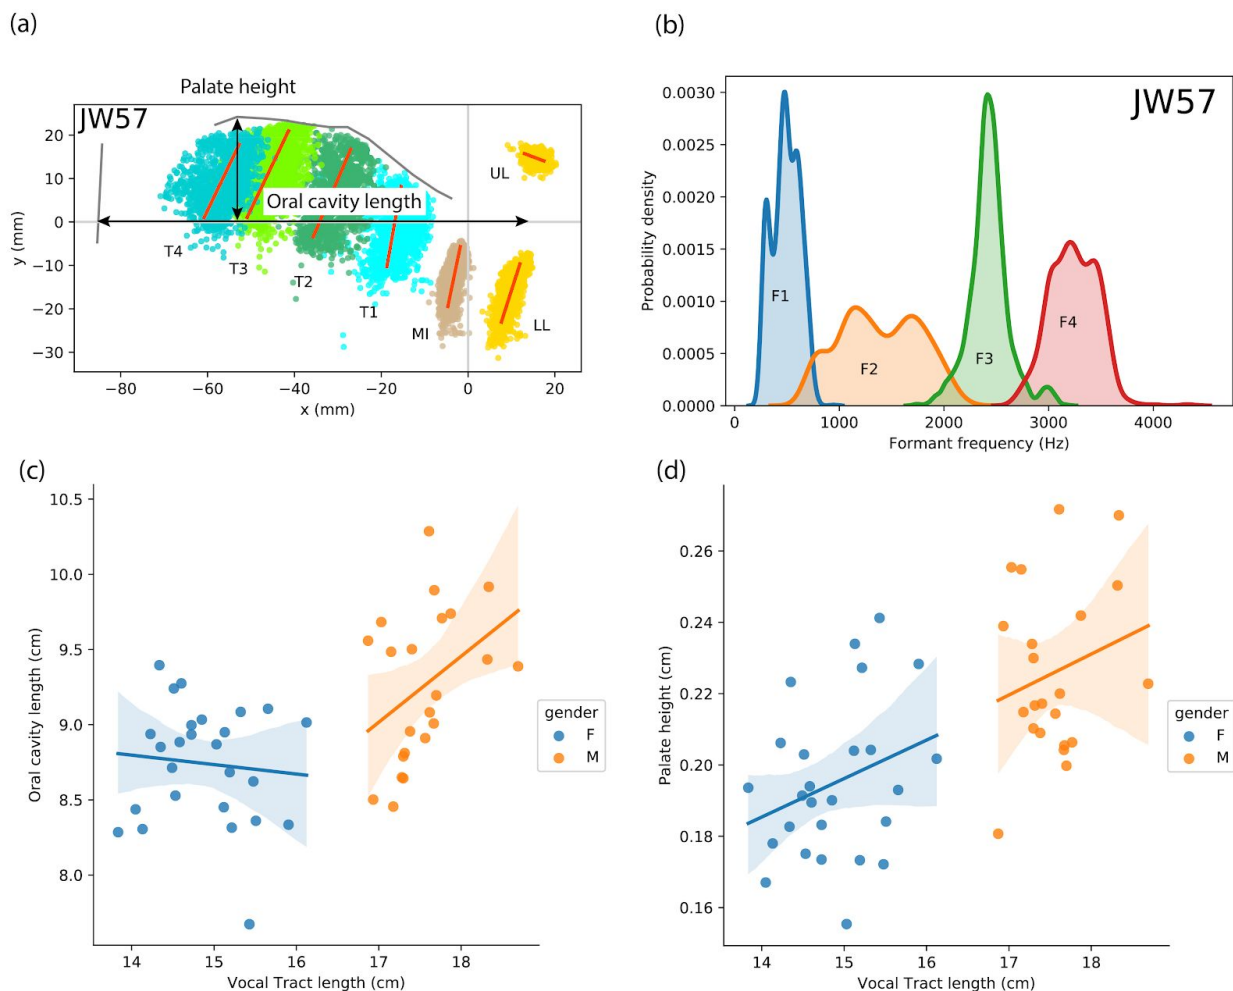 (a)
Palate height
JW57
20
10
0
−10
−20
−30
y (mm)
UL
Oral cavity length
T4
T3
T2
T1
MI
LL
−80
−60
−40
−20
0
20
x (mm)
(b)
JW57
0.0030
0.0025
0.0020
0.0015
0.0010
0.0005
0.0000
Probability density
F1
F2
F3
F4
0
1000
2000
3000
4000
Formant frequency (Hz)
(c)
10.5
10.0
9.5
9.0
8.5
8.0
Oral cavity length (cm)
gender
F
M
14
15
16
17
18
Vocal Tract length (cm)
(d)
0.26
0.24
0.22
0.20
0.18
0.16
Palate height (cm)
gender
F
M
14
15
16
17
18
Vocal Tract length (cm)